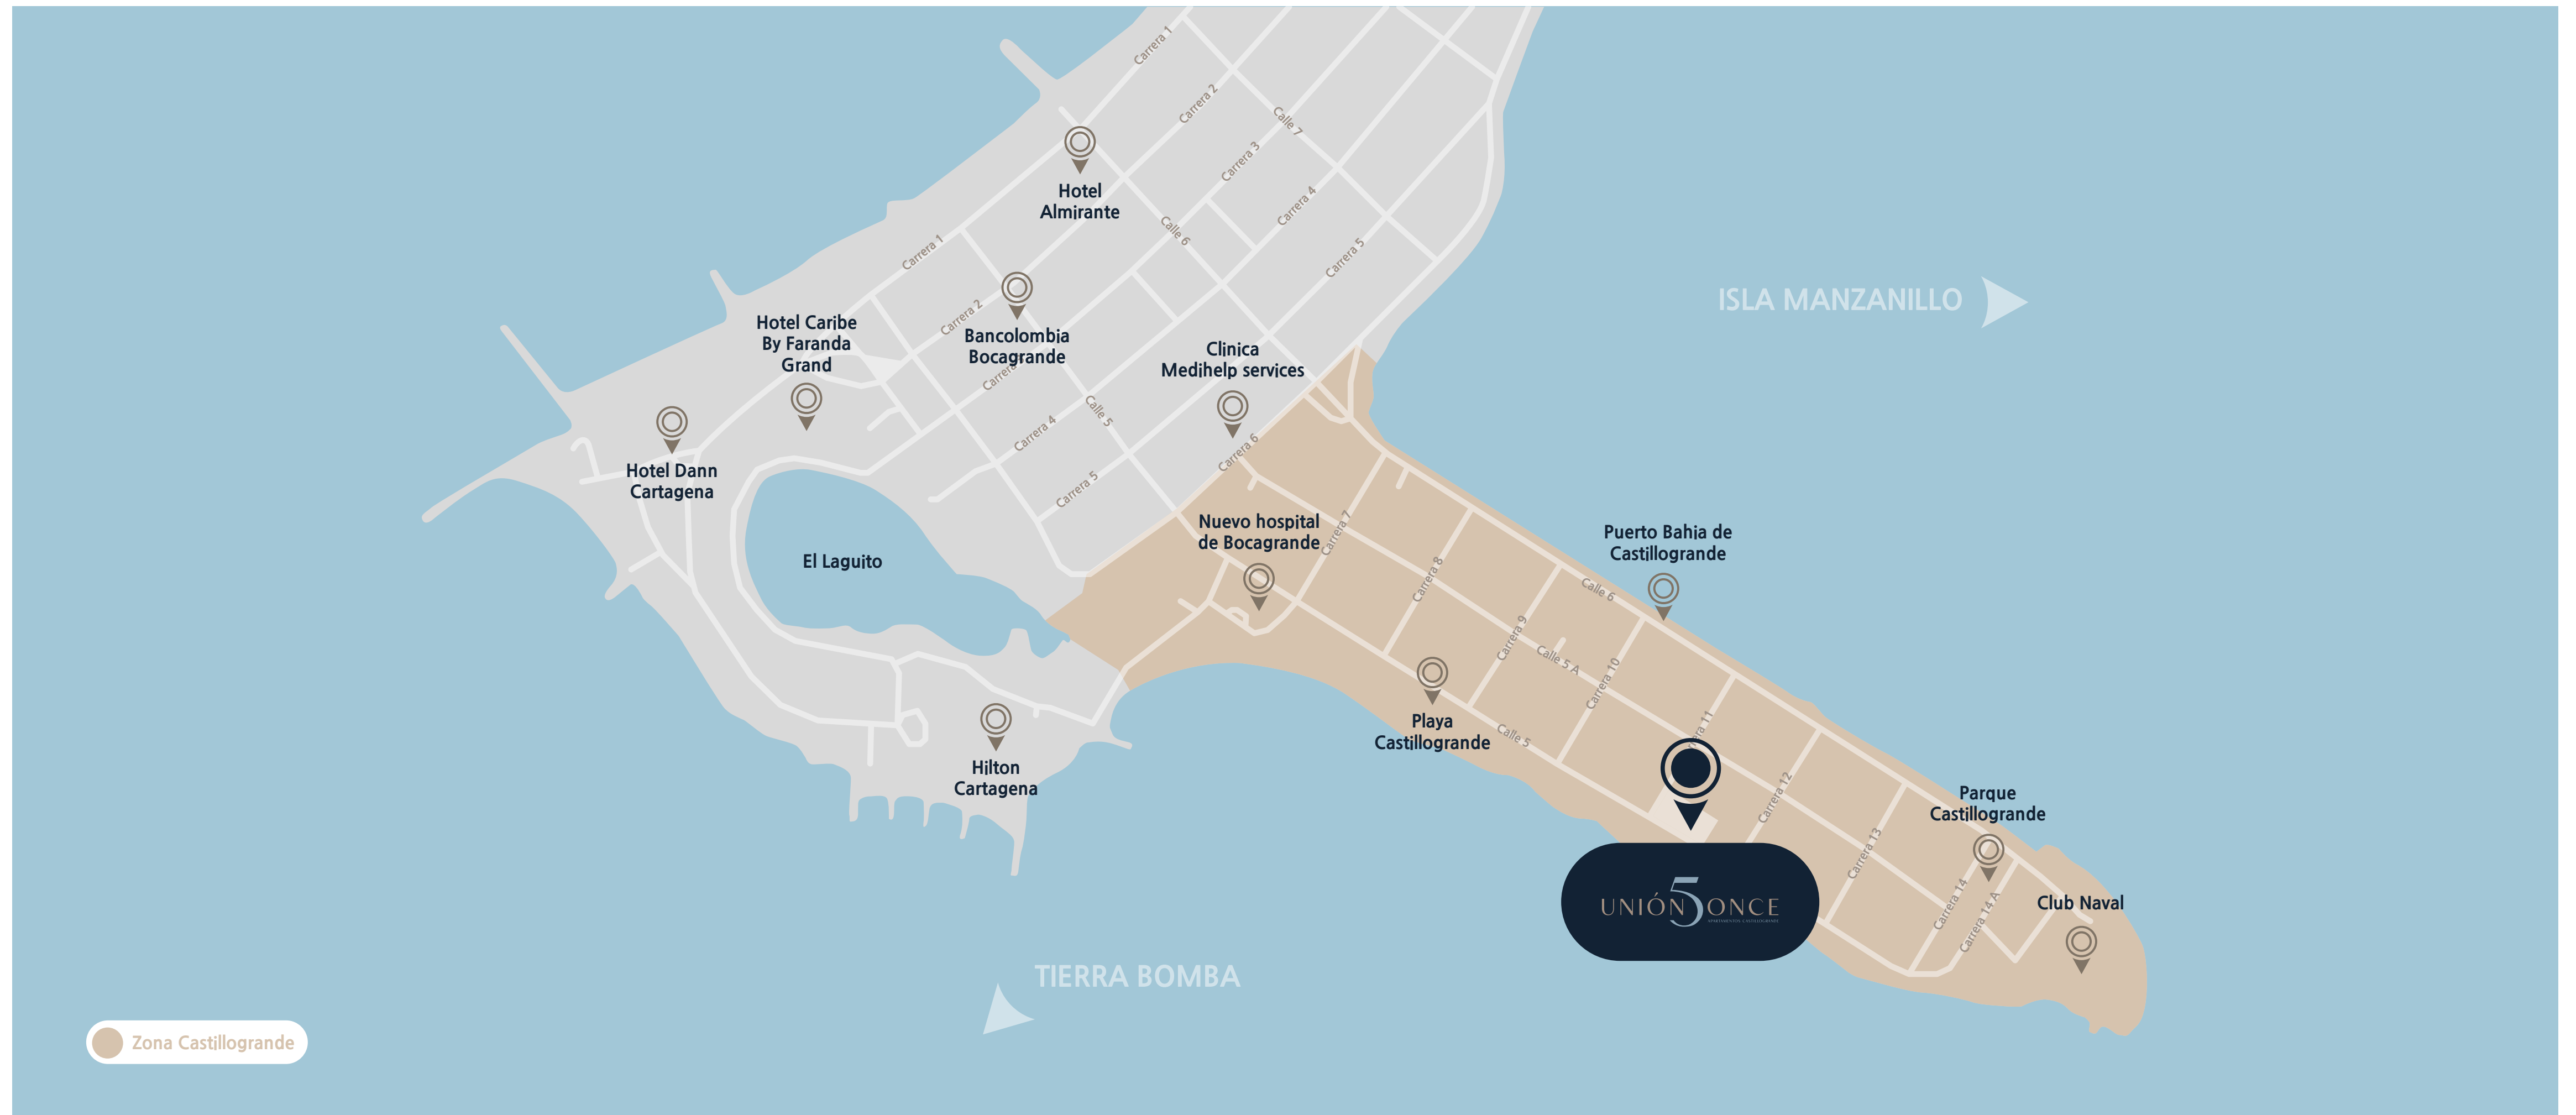 Carrera 1
Carrera 2
Calle 7
Carrera 3
Hotel
Almirante
Carrera 4
Calle 6
Carrera 1
Carrera 5
ISLA MANZANILLO
Carrera 2
Hotel Caribe
By Faranda
Grand
Bancolombia
Bocagrande
Clinica
Medihelp services
Carrera
Calle 5
Carrera 4
Carrera 6
Hotel Dann
Cartagena
Carrera 5
El Laguito
Nuevo hospital
de Bocagrande
Carrera 7
Puerto Bahia de
Castillogrande
Carrera 8
Calle 6
Carrera 9
Calle 5 A
Carrera 10
Playa
Castillogrande
Calle 5
Carrera 12
Hilton
Cartagena
Parque
Castillogrande
Carrera 13
Carrera 14
Carrera 14 A
Club Naval
UNIÓN 5 ONCE
TIERRA BOMBA
Zona Castillogrande